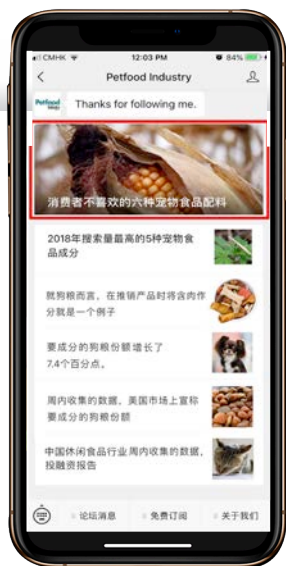 CMHK 12:03 PM 84%
Petfood Industry
Petfood
Thanks for following me.
消费者不喜欢的六种宠物食品配料
2018年搜索量最高的5种宠物食
品成分
就狗粮而言，在推销产品时将含肉作
分就是一个例子
要成分的狗粮份额增长了
7.4个百分点。
周内收集的数据，美国市场上宣称
要成分的狗粮份额
中国休闲食品行业周内收集的数据，
投融资报告
论坛消息 免费订阅 关于我们